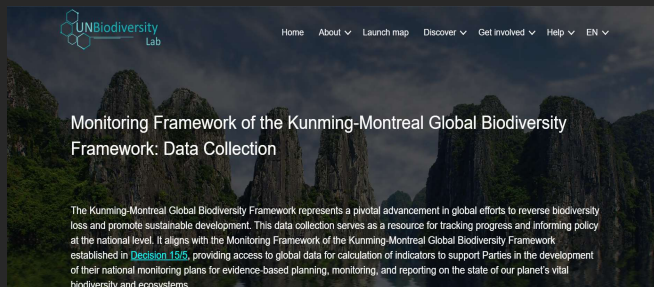 UNBiodiversity
Lab
Home About Launch map Discover Get involved Help EN
Monitoring Framework of the Kunming-Montreal Global Biodiversity
Framework: Data Collection
The Kunming-Montreal Global Biodiversity Framework represents a pivotal advancement in global efforts to reverse biodiversity
loss and promote sustainable development. This data collection serves as a resource for tracking progress and informing policy
at the national level. It aligns with the Monitoring Framework of the Kunming-Montreal Global Biodiversity Framework
established in Decision 15/5, providing access to global data for calculation of indicators to support Parties in the development
of their national monitoring plans for evidence-based planning, monitoring, and reporting on the state of our planet's vital
biodiversity and ecosystems.